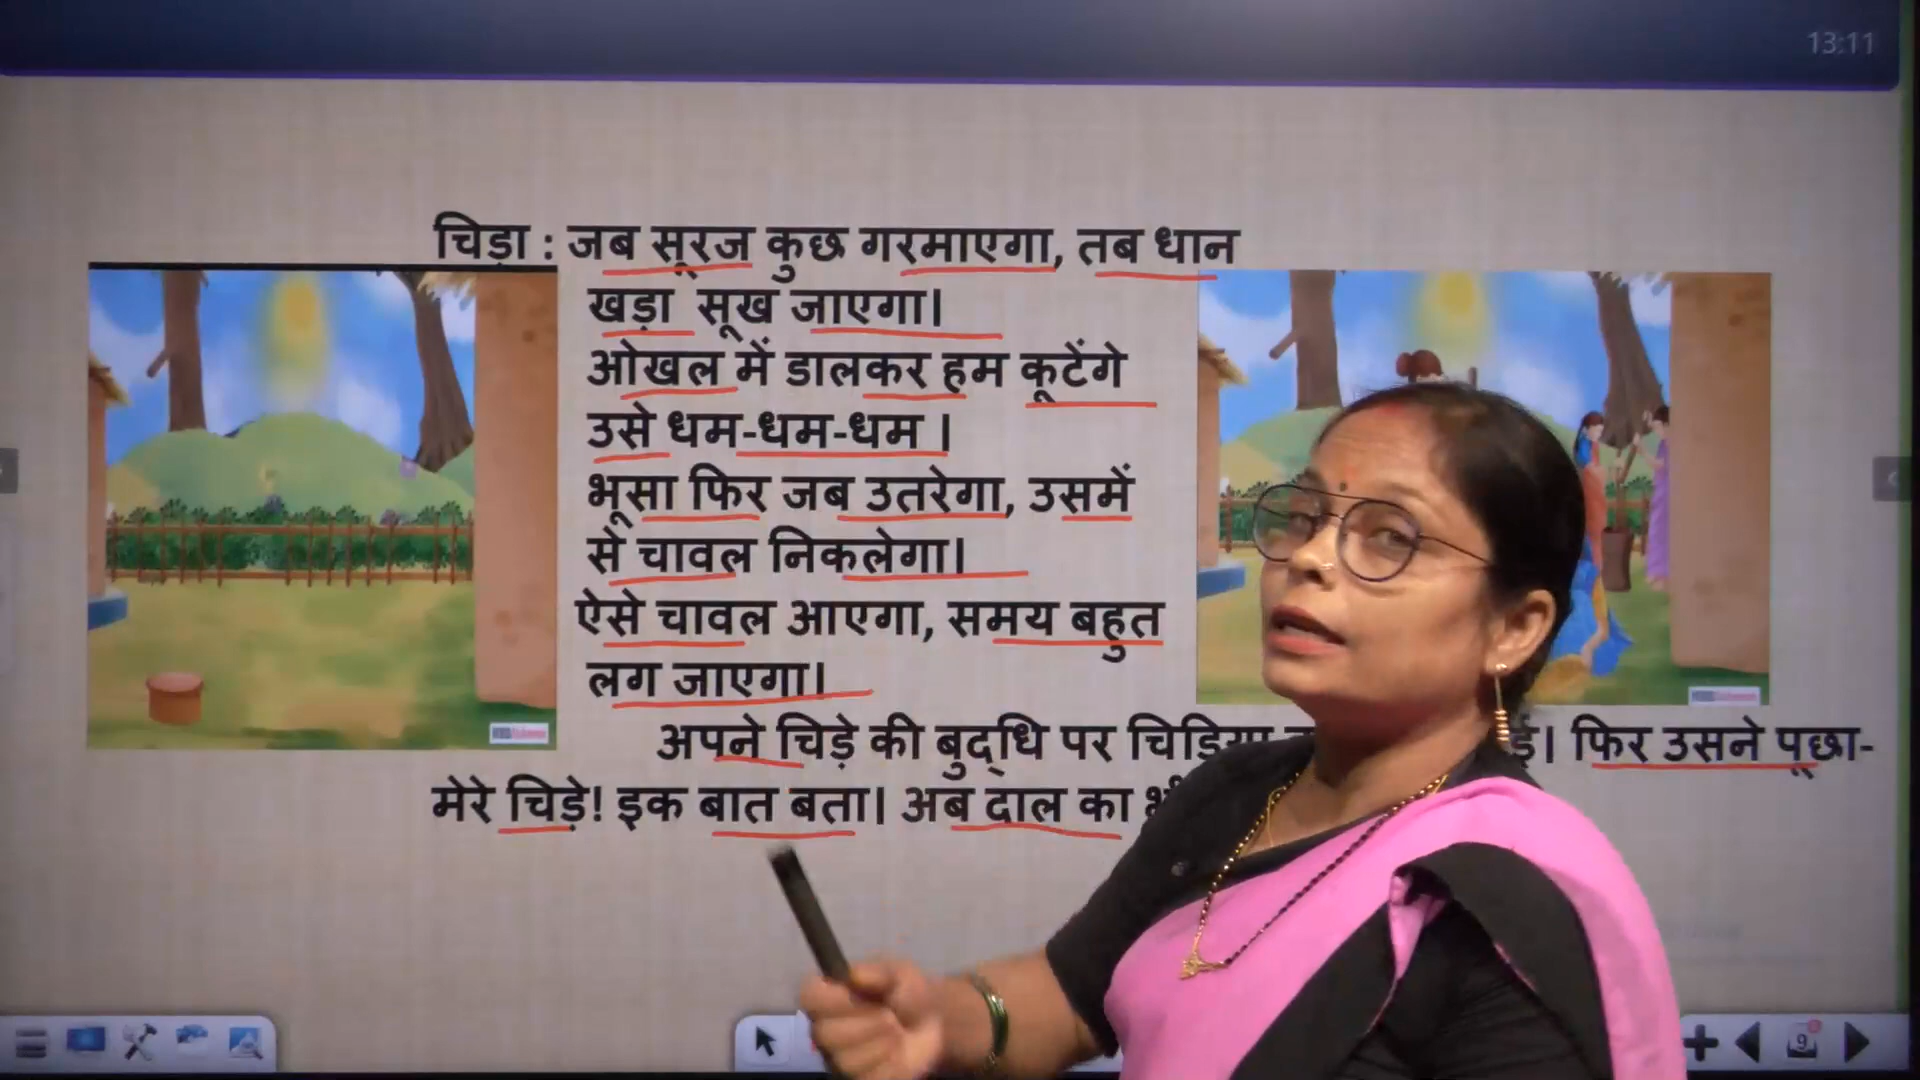 13:11
चिड़ा : जब सूरज कुछ गरमाएगा, तब धान
खड़ा सूख जाएगा।
ओखल में डालकर हम कूटेंगे
उसे धम-धम-धम ।
भूसा फिर जब उतरेगा, उसमें
से चावल निकलेगा।
ऐसे चावल आएगा, समय बहुत
लग जाएगा।
अपने चिड़े की बुद्धि पर चिड़िया फिर उसने पूछा-
मेरे चिड़े! इक बात बता। अब दाल का
9